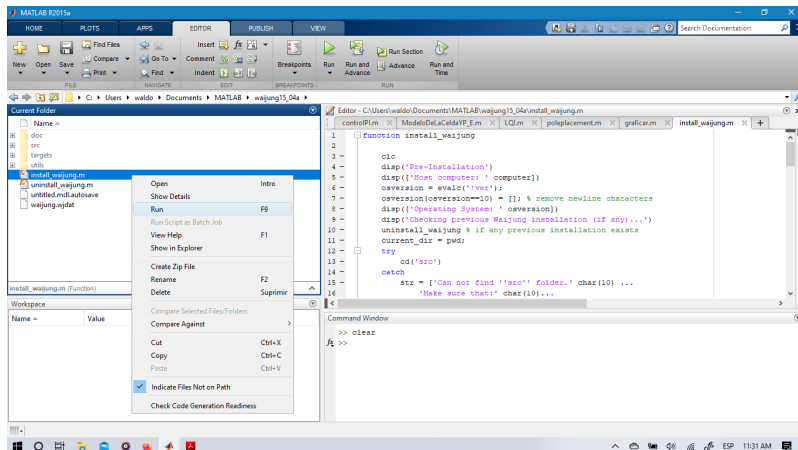 MATLAB R2015a
HOME PLOTS APPS EDITOR PUBLISH VIEW
Search Documentation
Find Files
Compare
Print
Go To
Find
Insert
Comment
Indent
New Open Save
Breakpoints
Run Run and Advance
Run Section
Advance
Run and Time
FILE NAVIGATE EDIT BREAKPOINTS RUN
C: Users waldo Documents MATLAB waijung15_04a
Current Folder
Name
doc
src
targets
utils
install_waijung.m
uninstall_waijung.m
untitled.mdl.autosave
waijung.wjdat
install_waijung.m (Function)
Workspace
Name Value
Open Intro
Show Details
Run F9
Run Script as Batch Job
View Help F1
Show in Explorer
Create Zip File
Rename F2
Delete Suprimir
Compare Selected Files/Folders
Compare Against
Cut Ctrl+X
Copy Ctrl+C
Paste Ctrl+V
Indicate Files Not on Path
Check Code Generation Readiness
Editor - C:\Users\waldo\Documents\MATLAB\waijung15_04a\install_waijung.m
controlPI.m ModeloDeLaCeldaYP_E.m LQI.m poleplacement.m graficar.m install_waijung.m
1 function install_waijung
2
3 - clc
4 - disp('Pre-Installation')
5 - disp(['Host computer: ' computer])
6 - osversion = evalc('!ver');
7 - osversion(osversion==10) = []; % remove newline characters
8 - disp(['Operating System: ' osversion])
9 - disp('Checking previous Waijung installation (if any)...')
10 - uninstall_waijung % if any previous installation exists
11 - current_dir = pwd;
12 - try
13 - cd('src')
14 - catch
15 - str = ['Can not find ''src'' folder.' char(10) ...
16 'Make sure that:' char(10)...
Command Window
>> clear
fx >>
ESP 11:31 AM